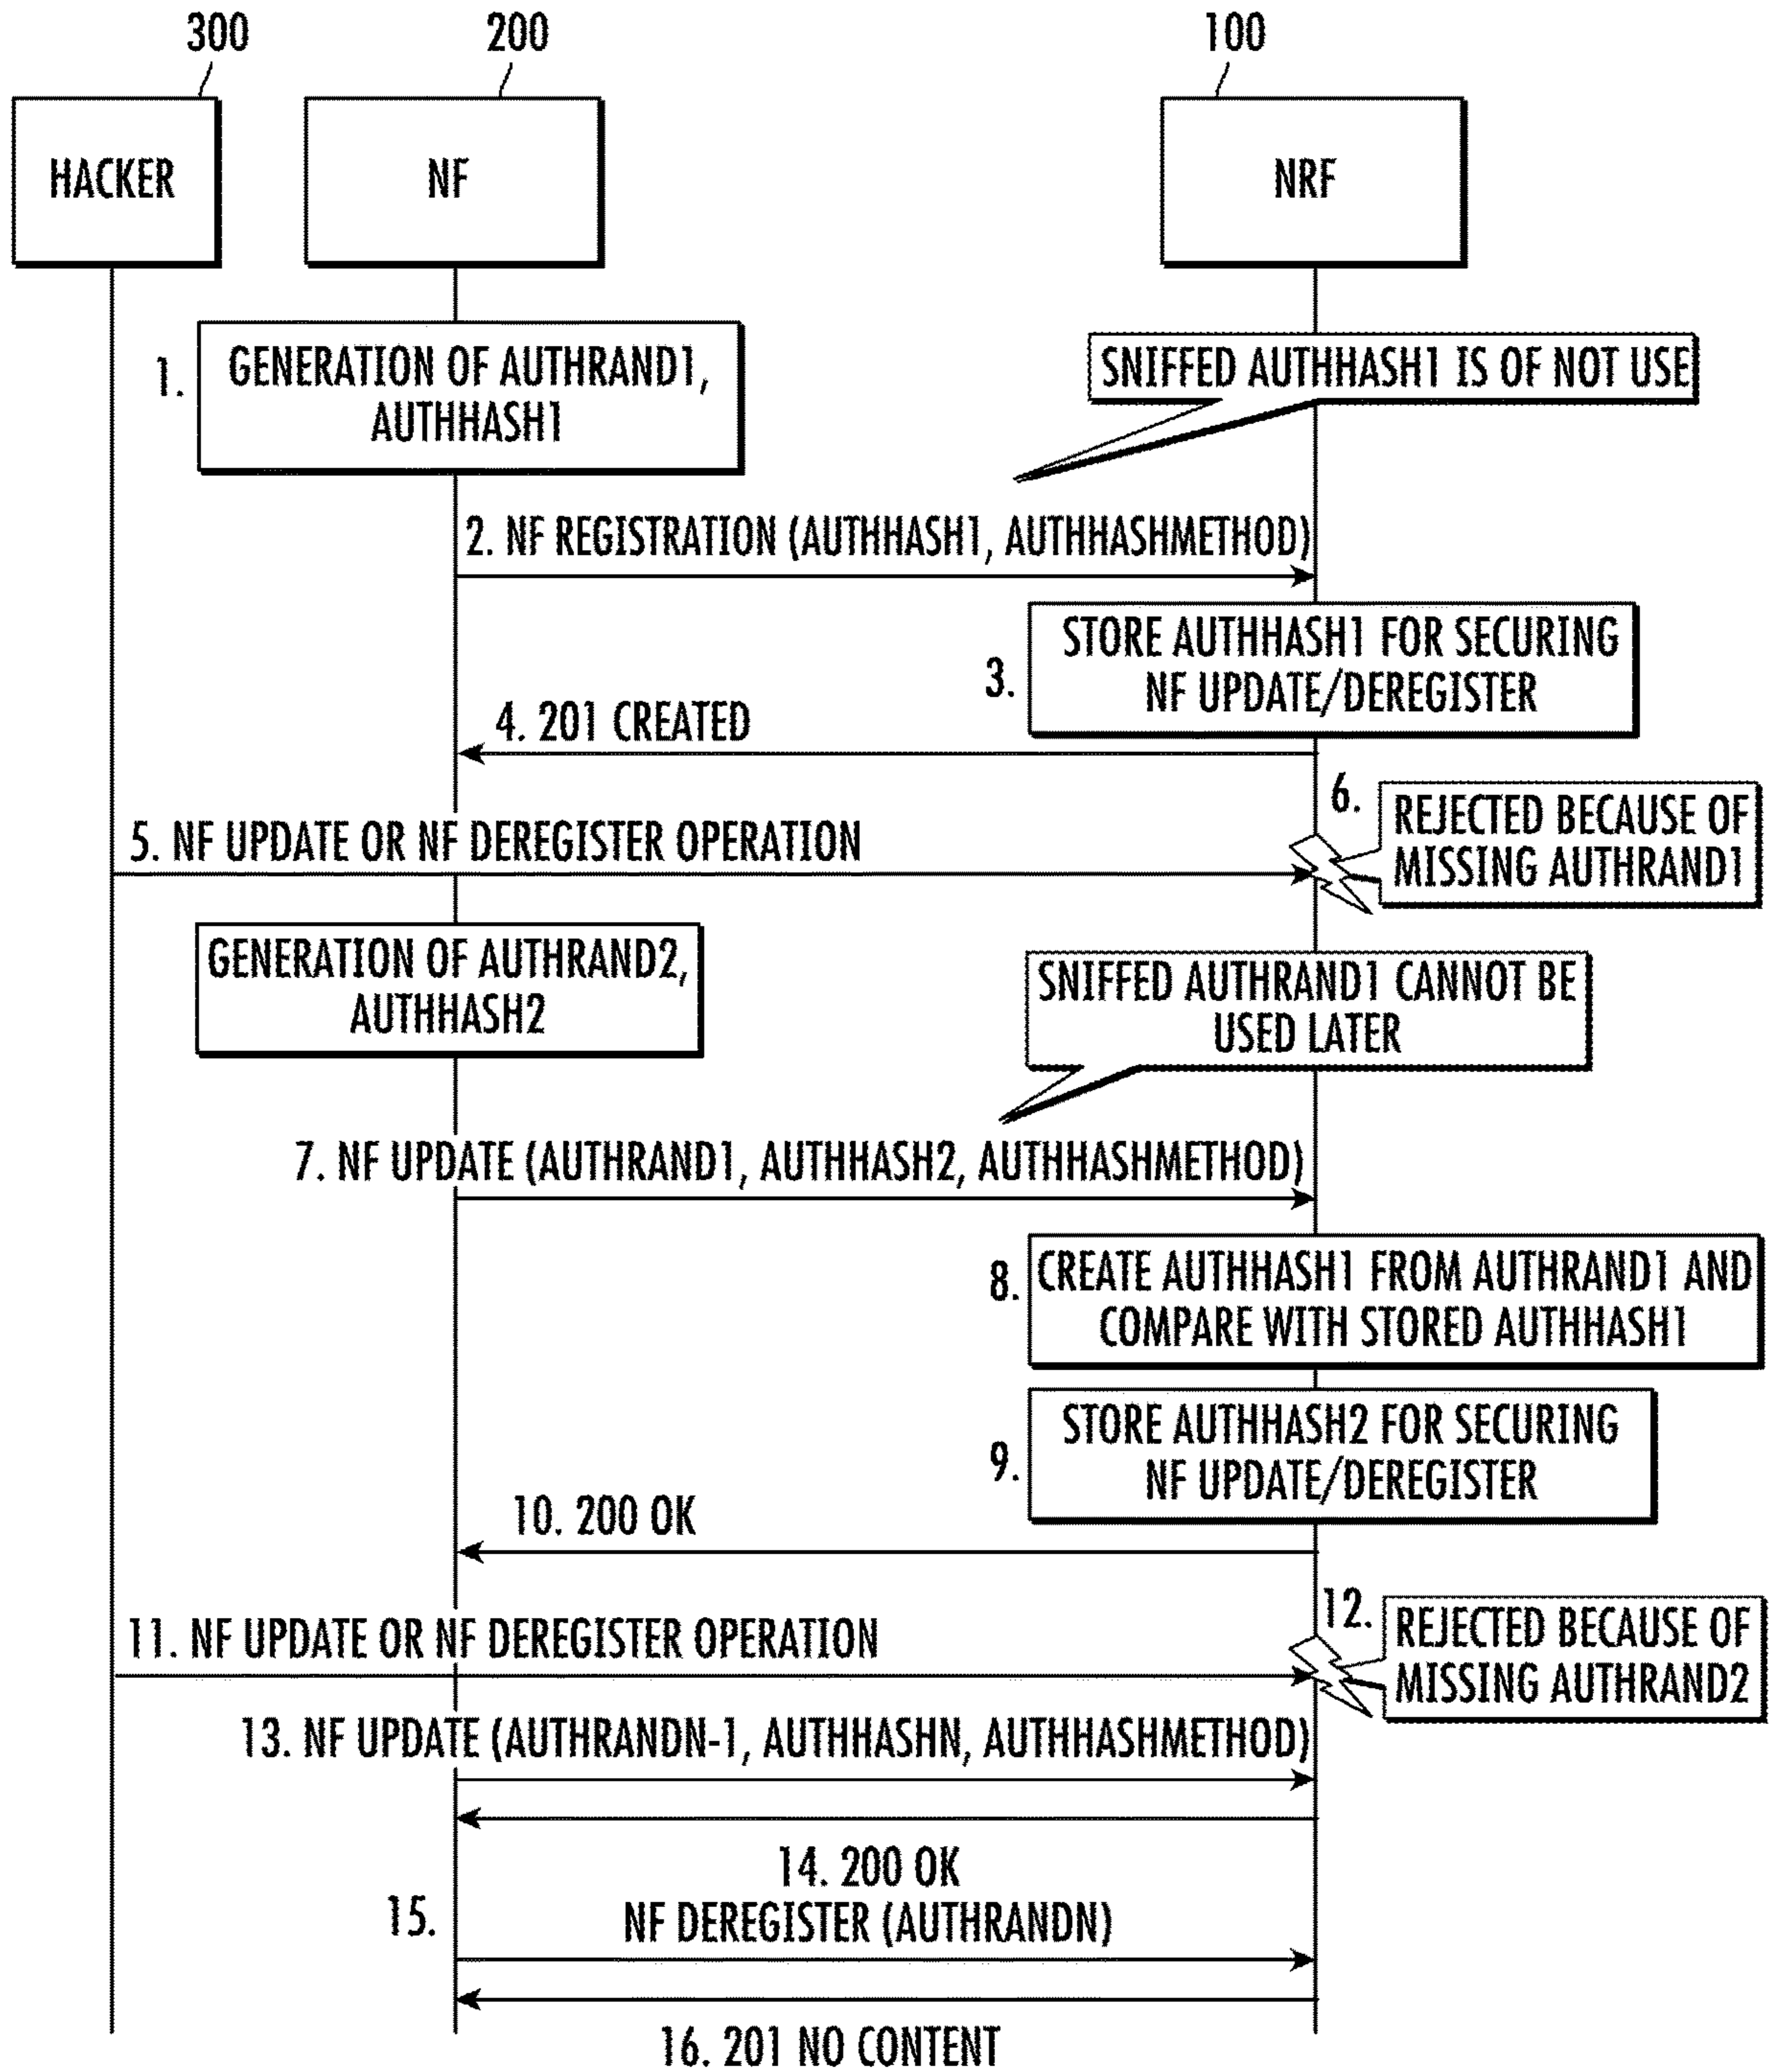 300
200
100
HACKER
NF
NRF
1.
GENERATION OF AUTHRAND1,
AUTHHASH1
SNIFFED AUTHHASH1 IS OF NOT USE
2. NF REGISTRATION (AUTHHASH1, AUTHHASHMETHOD)
3.
STORE AUTHHASH1 FOR SECURING
NF UPDATE/DEREGISTER
4. 201 CREATED
5. NF UPDATE OR NF DEREGISTER OPERATION
6.
REJECTED BECAUSE OF
MISSING AUTHRAND1
GENERATION OF AUTHRAND2,
AUTHHASH2
SNIFFED AUTHRAND1 CANNOT BE
USED LATER
7. NF UPDATE (AUTHRAND1, AUTHHASH2, AUTHHASHMETHOD)
8.
CREATE AUTHHASH1 FROM AUTHRAND1 AND
COMPARE WITH STORED AUTHHASH1
9.
STORE AUTHHASH2 FOR SECURING
NF UPDATE/DEREGISTER
10. 200 OK
11. NF UPDATE OR NF DEREGISTER OPERATION
12.
REJECTED BECAUSE OF
MISSING AUTHRAND2
13. NF UPDATE (AUTHRANDN-1, AUTHHASHN, AUTHHASHMETHOD)
14. 200 OK
15.
NF DEREGISTER (AUTHRANDN)
16. 201 NO CONTENT